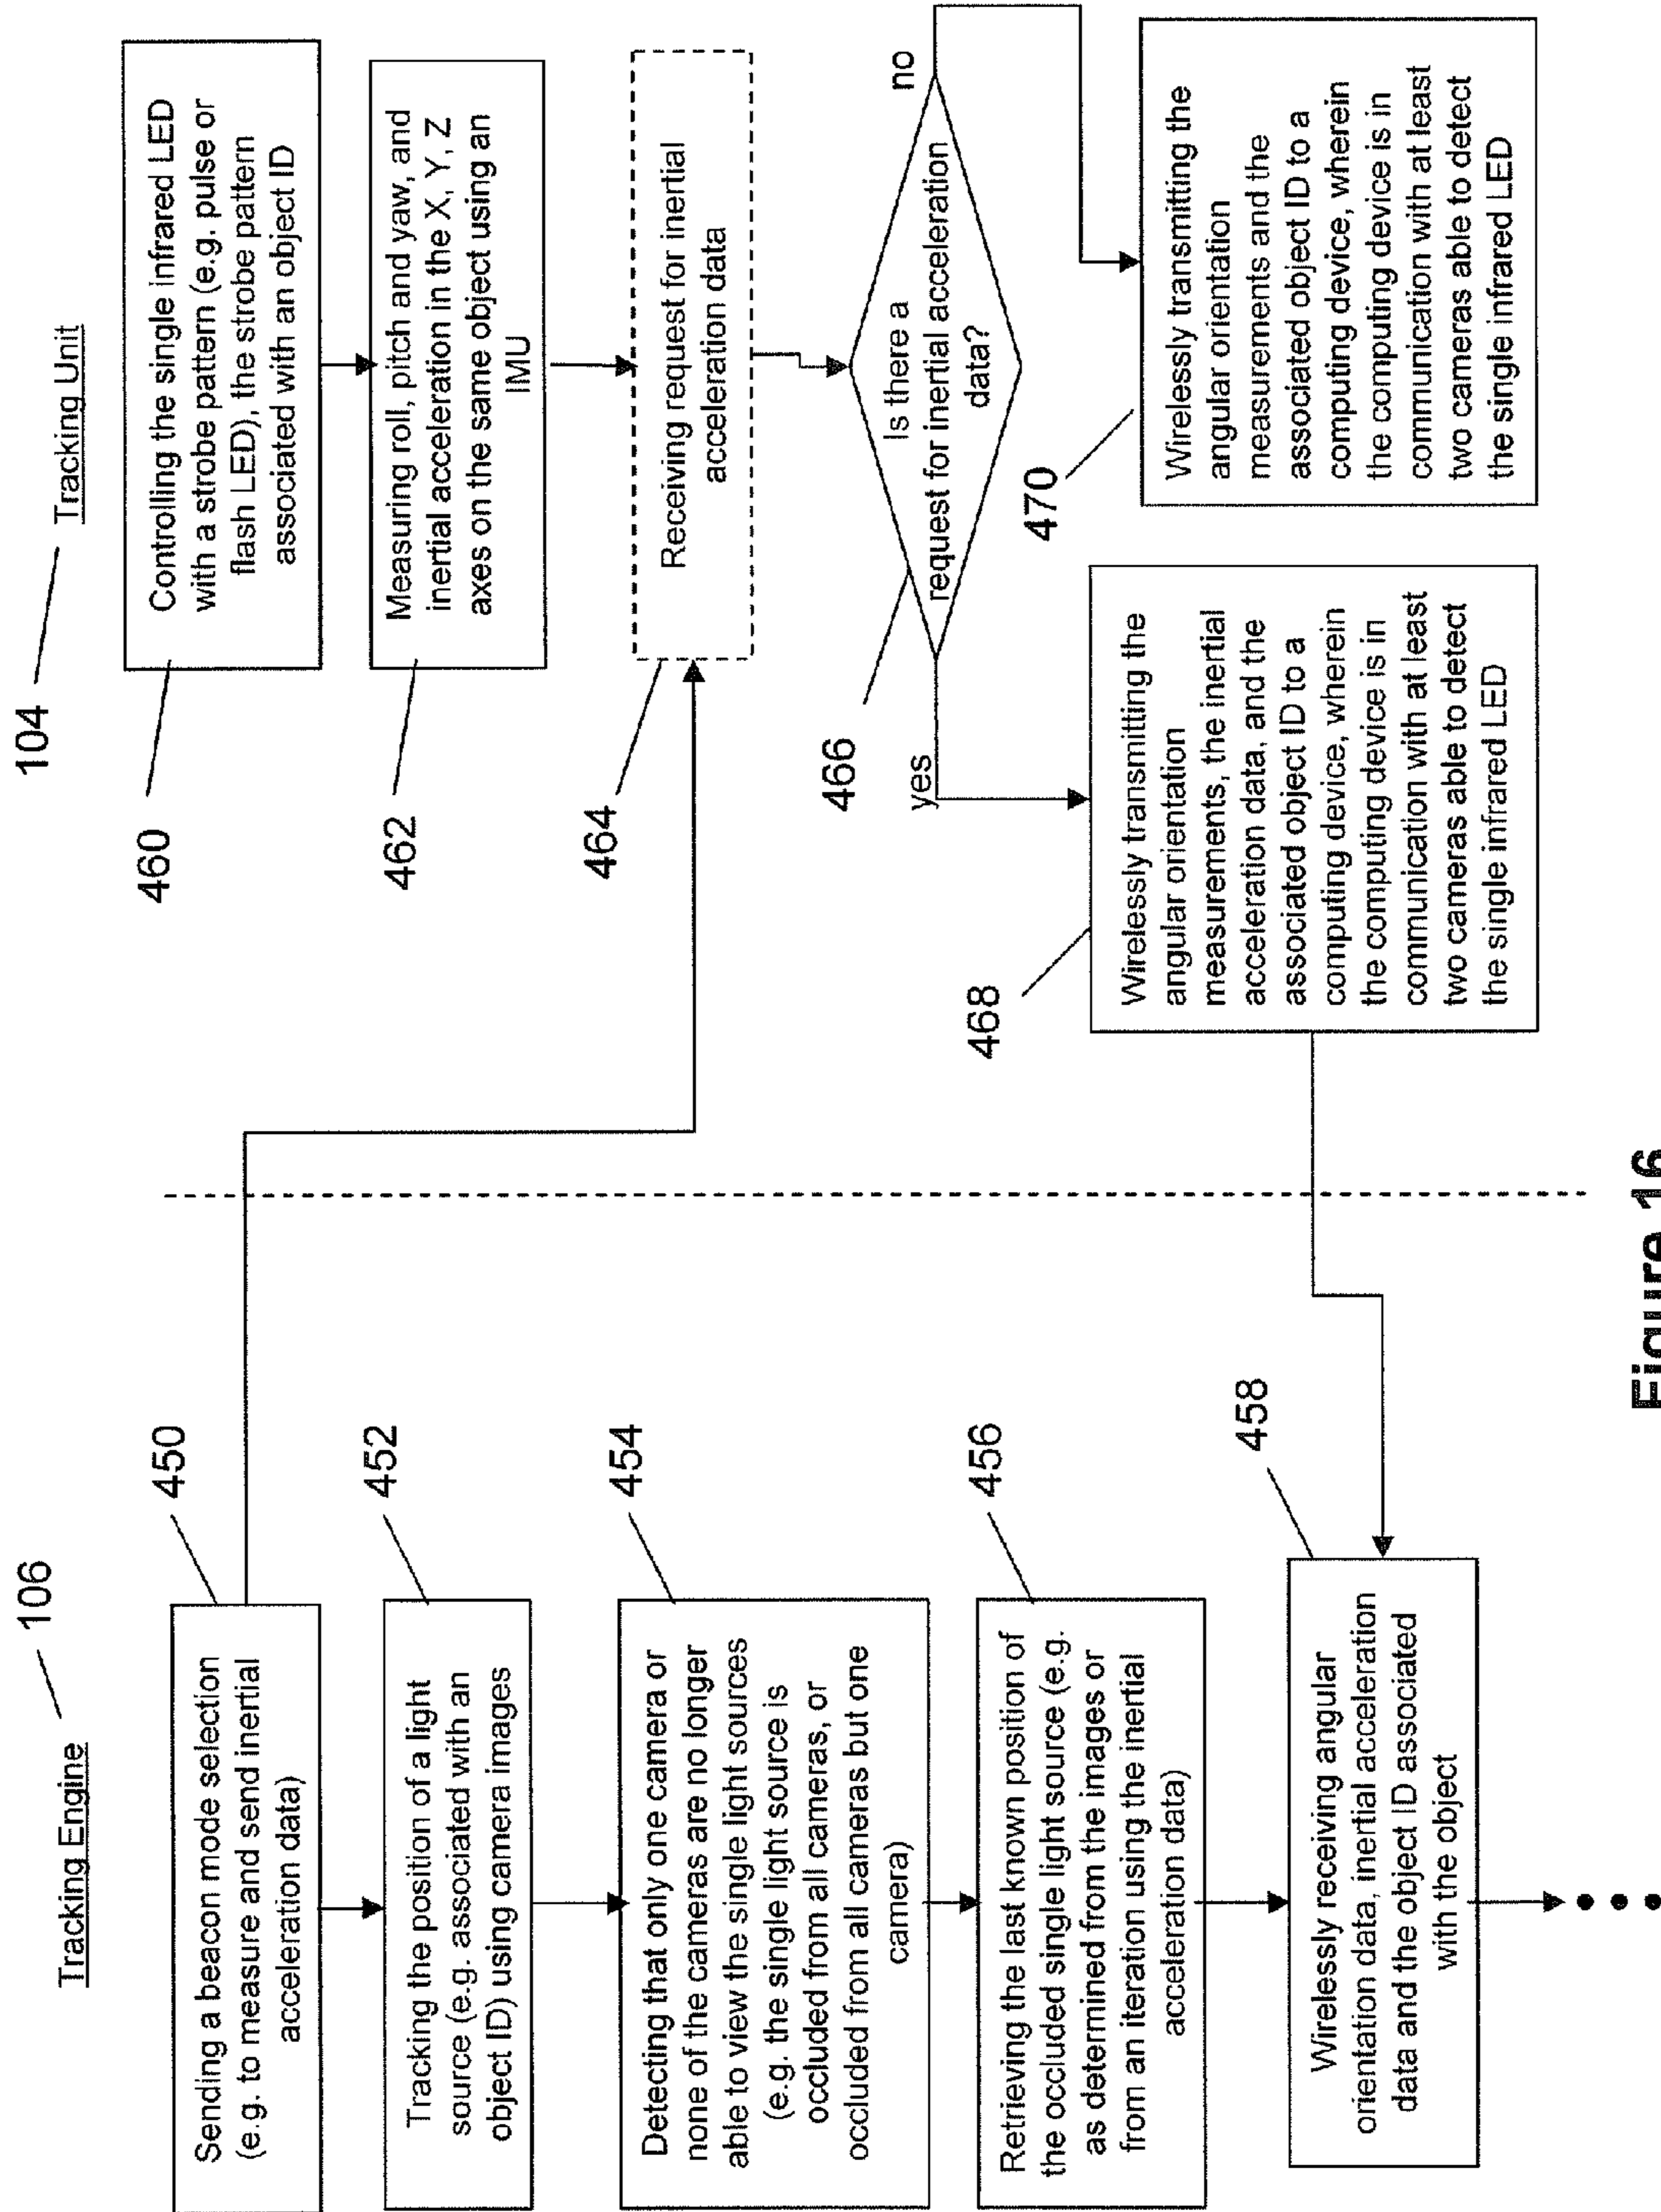 Tracking Engine
106
Sending a beacon mode selection
(e.g. to measure and send inertial
acceleration data)
450
Tracking the position of a light
source (e.g. associated with an
object ID) using camera images
452
Detecting that only one camera or
none of the cameras are no longer
able to view the single light sources
(e.g. the single light source is
occluded from all cameras, or
occluded from all cameras but one
camera)
454
Retrieving the last known position of
the occluded single light source (e.g.
as determined from the images or
from an iteration using the inertial
acceleration data)
456
Wirelessly receiving angular
orientation data, inertial acceleration
data and the object ID associated
with the object
458
104
Tracking Unit
Controlling the single infrared LED
with a strobe pattern (e.g. pulse or
flash LED), the strobe pattern
associated with an object ID
460
Measuring roll, pitch and yaw, and
inertial acceleration in the X, Y, Z
axes on the same object using an
IMU
462
Receiving request for inertial
acceleration data
464
Is there a
request for inertial acceleration
data?
466
yes
no
Wirelessly transmitting the
angular orientation
measurements, the inertial
acceleration data, and the
associated object ID to a
computing device, wherein
the computing device is in
communication with at least
two cameras able to detect
the single infrared LED
468
Wirelessly transmitting the
angular orientation
measurements and the
associated object ID to a
computing device, wherein
the computing device is in
communication with at least
two cameras able to detect
the single infrared LED
470
Figure 16